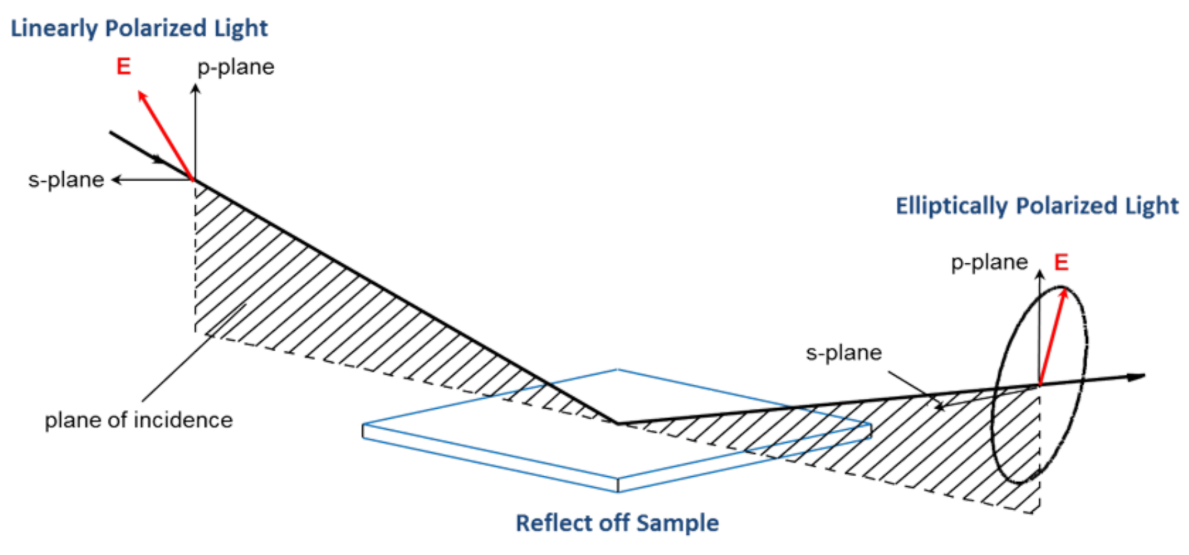 Linearly Polarized Light
E
p-plane
s-plane
Elliptically Polarized Light
p-plane E
s-plane
plane of incidence
Reflect off Sample